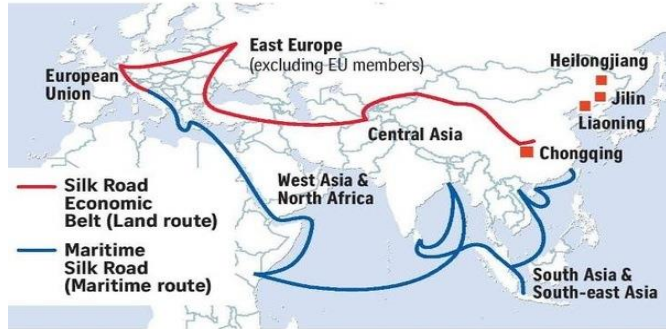 East Europe
(excluding EU members)
European
Union
Heilongjiang
Jilin
Liaoning
Central Asia
Chongqing
West Asia &
North Africa
Silk Road
Economic
Belt (Land route)
Maritime
Silk Road
(Maritime route)
South Asia &
South-east Asia